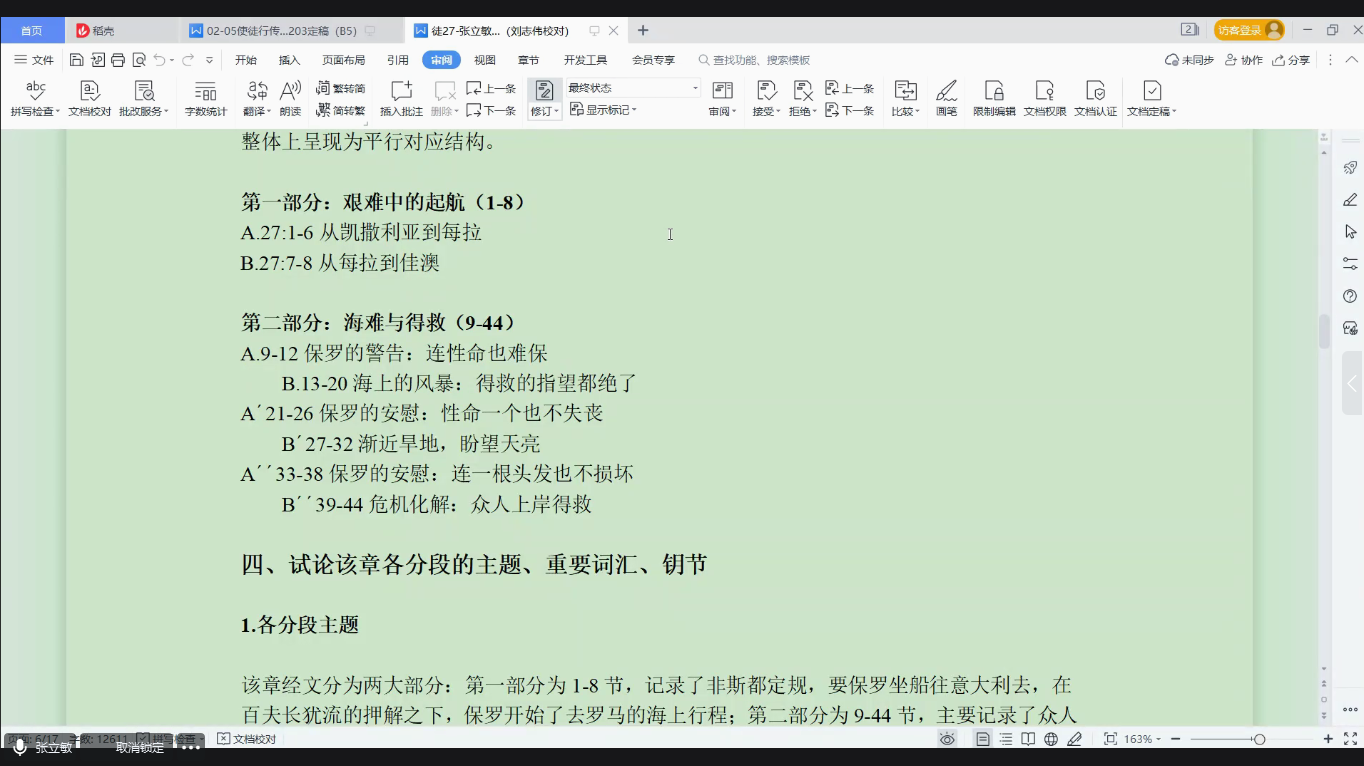 首页 稻壳 02-05使徒行传...203定稿（B5） 徒27-张立敏...（刘志伟校对） 2 访客登录
文件 开始 插入 页面布局 引用 审阅 视图 章节 开发工具 会员专享 查找功能、搜索模板 未同步 协作 分享
拼写检查 文档校对 批改服务 字数统计 翻译 朗读 繁转简 简转繁 插入批注 删除 上一条 下一条 修订 最终状态 显示标记 审阅 接受 拒绝 上一条 下一条 比较 画笔 限制编辑 文档权限 文档认证 文档定稿
整体上呈现为平行对应结构。
第一部分：艰难中的起航（1-8）
A.27:1-6 从凯撒利亚到每拉
B.27:7-8 从每拉到佳澳
第二部分：海难与得救（9-44）
A.9-12 保罗的警告：连性命也难保
B.13-20 海上的风暴：得救的指望都绝了
A´21-26 保罗的安慰：性命一个也不失丧
B´27-32 渐近旱地，盼望天亮
A´´33-38 保罗的安慰：连一根头发也不损坏
B´´39-44 危机化解：众人上岸得救
四、试论该章各分段的主题、重要词汇、钥节
1.各分段主题
该章经文分为两大部分：第一部分为 1-8 节，记录了非斯都定规，要保罗坐船往意大利去，在
百夫长犹流的押解之下，保罗开始了去罗马的海上行程；第二部分为 9-44 节，主要记录了众人
页面: 6/17 字数: 12611 拼写检查 文档校对 163%
张立敏 取消锁定